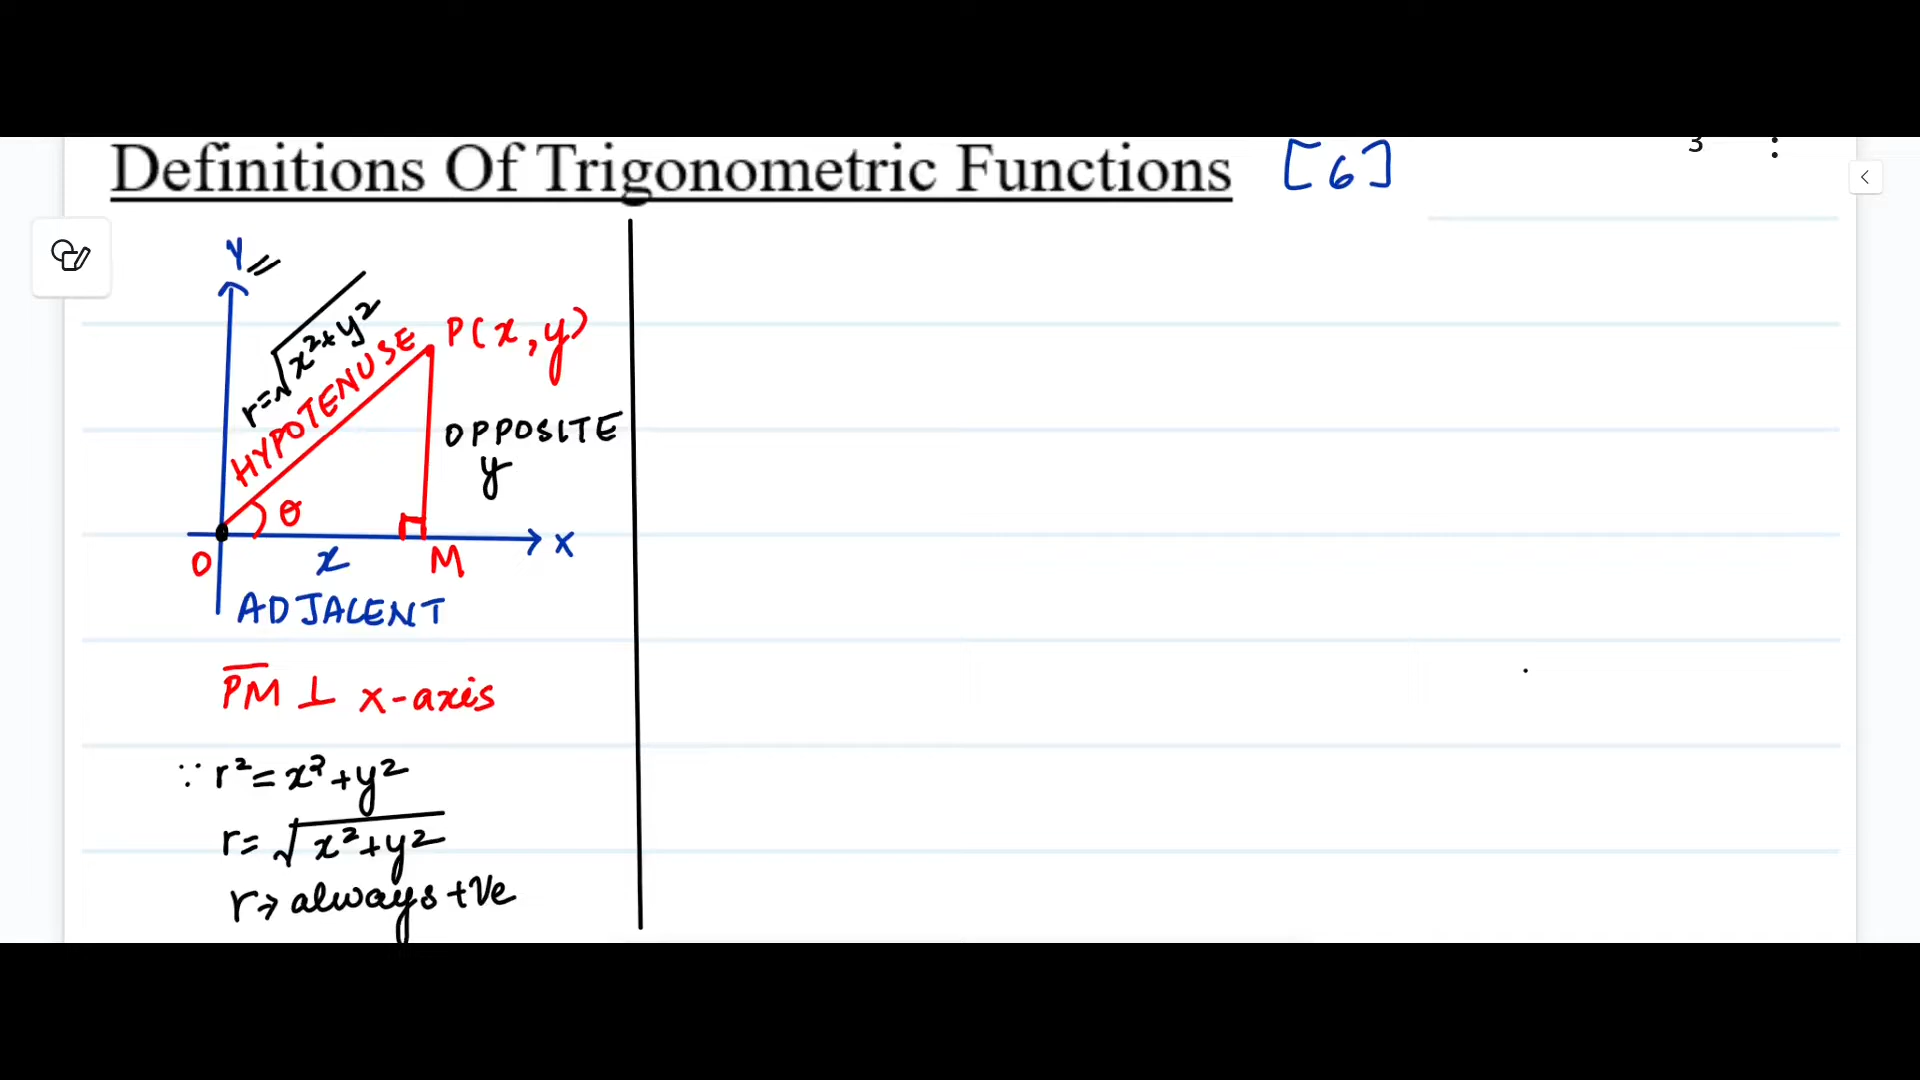 Definitions Of Trigonometric Functions [6]
3
Y
r=√x²+y²
HYPOTENUSE
P(x,y)
OPPOSITE
y
θ
O
x
M
X
ADJACENT
PM ⊥ x-axis
∵ r²=x²+y²
r=√x²+y²
r→always +ve